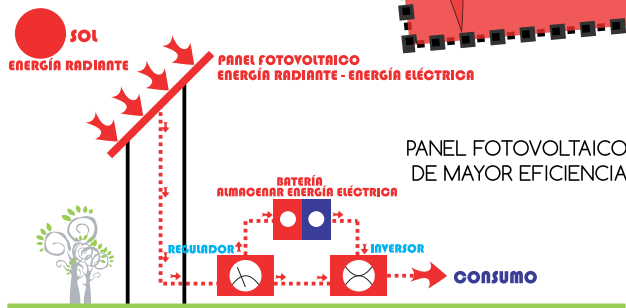 SOL
ENERGÍA RADIANTE
PANEL FOTOVOLTAICO
ENERGÍA RADIANTE - ENERGÍA ELÉCTRICA
PANEL FOTOVOLTAICO
DE MAYOR EFICIENCIA
BATERÍA
ALMACENAR ENERGÍA ELÉCTRICA
REGULADOR
INVERSOR
CONSUMO